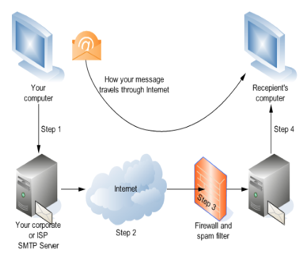 How your message
travels through Internet
Your
computer
Recepient's
computer
Step 1
Step 4
Internet
Step 3
Your corporate
or ISP
SMTP Server
Step 2
Firewall and
spam filter